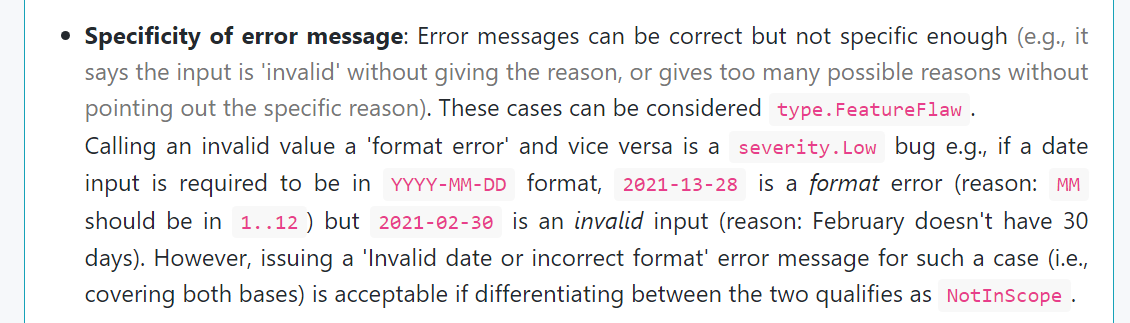 • Specificity of error message: Error messages can be correct but not specific enough (e.g., it
says the input is 'invalid' without giving the reason, or gives too many possible reasons without
pointing out the specific reason). These cases can be considered type.FeatureFlaw.
Calling an invalid value a 'format error' and vice versa is a severity.Low bug e.g., if a date
input is required to be in YYYY-MM-DD format, 2021-13-28 is a format error (reason: MM
should be in 1..12) but 2021-02-30 is an invalid input (reason: February doesn't have 30
days). However, issuing a 'Invalid date or incorrect format' error message for such a case (i.e.,
covering both bases) is acceptable if differentiating between the two qualifies as NotInScope.